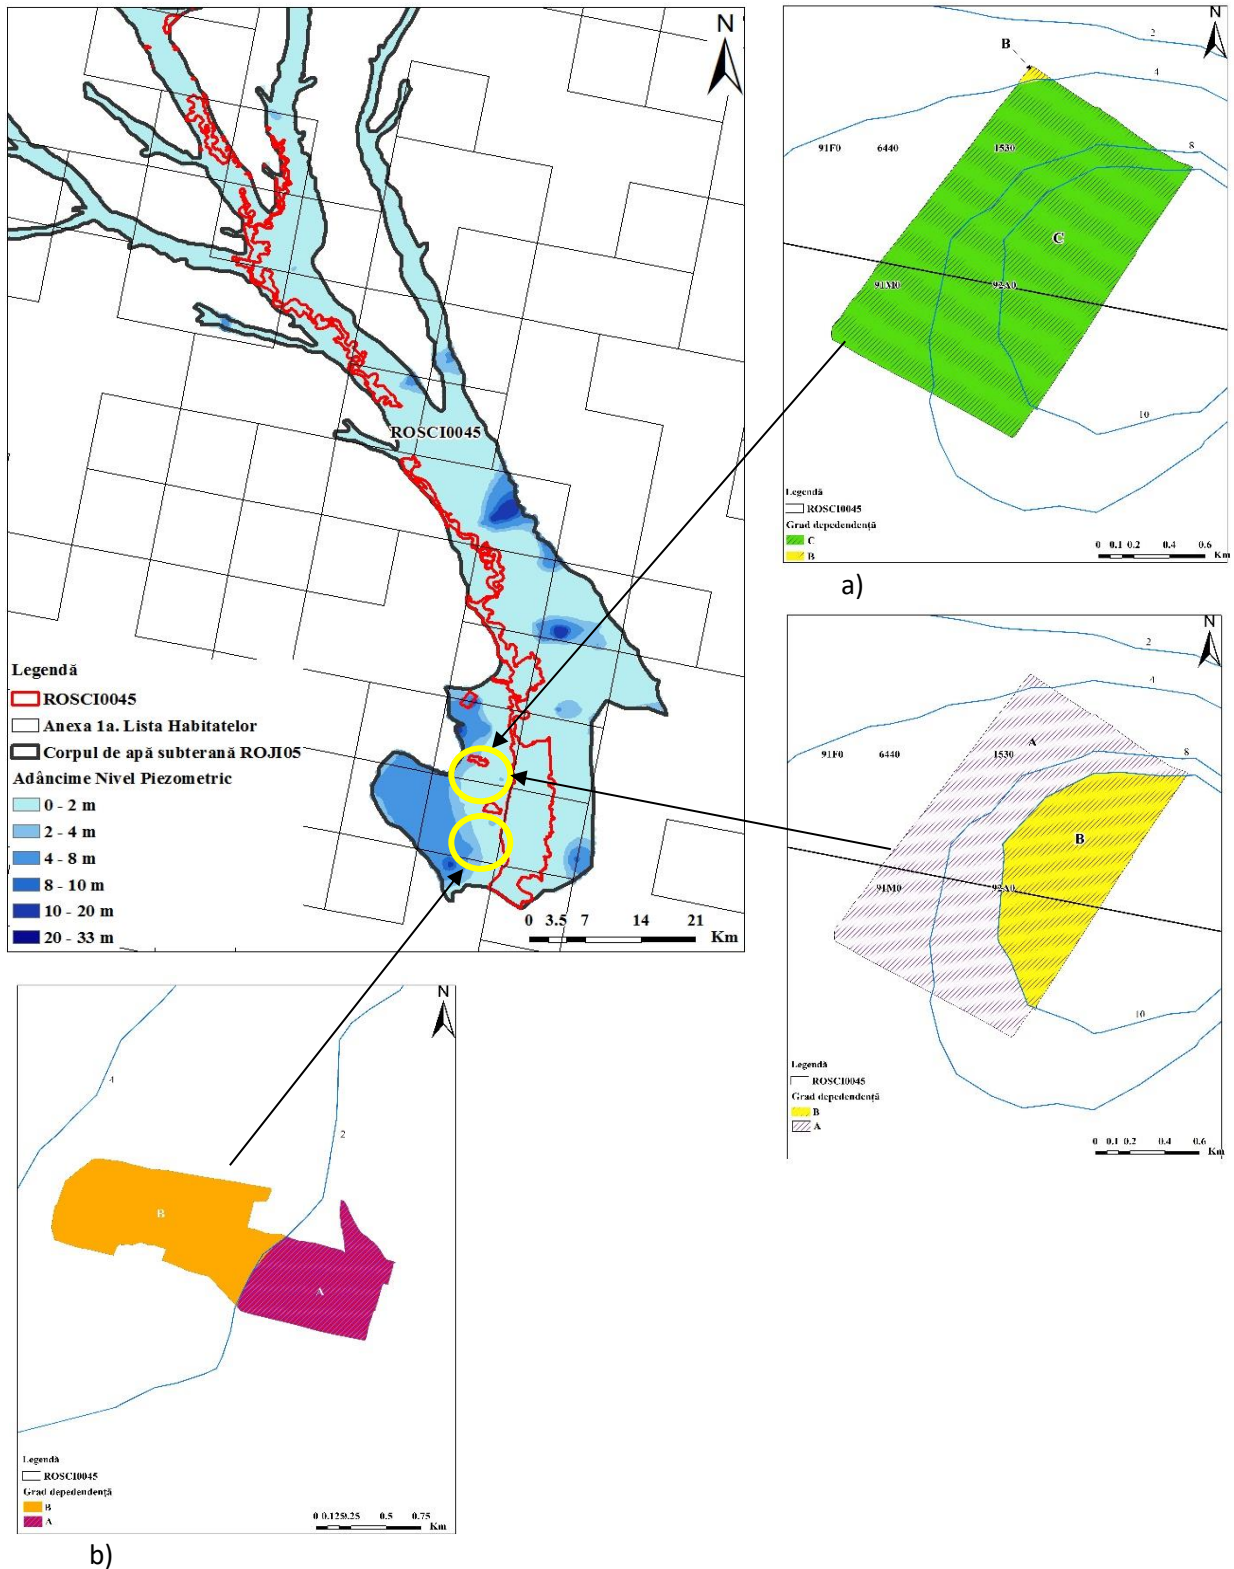 N
ROSCI0045
Legendă
ROSCI0045
Anexa 1a. Lista Habitatelor
Corpul de apă subterană ROJI05
Adâncime Nivel Piezometric
0 - 2 m
2 - 4 m
4 - 8 m
8 - 10 m
10 - 20 m
20 - 33 m
0 3.5 7 14 21
Km
N
B
2
4
8
91F0 6440 1530
C
91M0 92A0
10
Legendă
ROSCI0045
Grad depedendență
C
B
0 0.1 0.2 0.4 0.6
Km
a)
N
2
4
8
91F0 6440 1530
A
B
91M0 92A0
10
Legendă
ROSCI0045
Grad depedendență
B
A
0 0.1 0.2 0.4 0.6
Km
N
4
2
B
A
Legendă
ROSCI0045
Grad depedendență
B
A
0 0.125 0.25 0.5 0.75
Km
b)